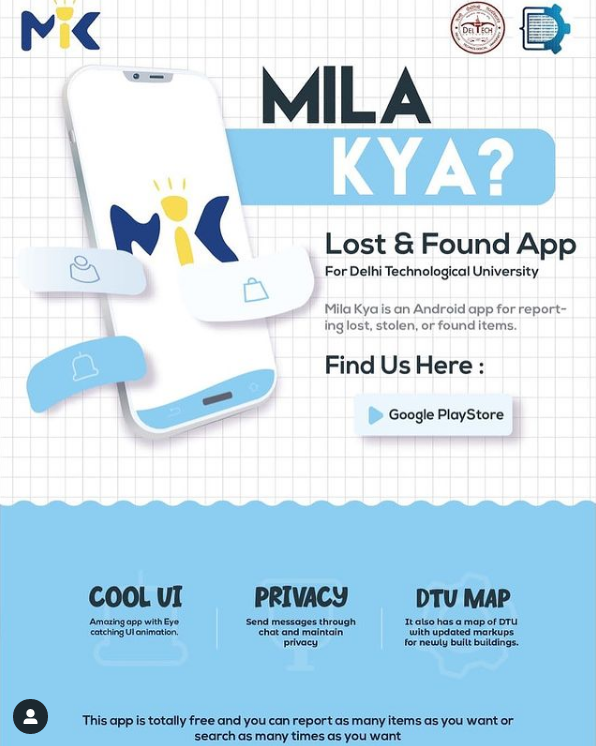 MiK
DELTECH
MILA
KYA?
MiK
Lost & Found App
For Delhi Technological University
Mila Kya is an Android app for report-
ing lost, stolen, or found items.
Find Us Here :
Google PlayStore
COOL UI
Amazing app with Eye
catching UI animation.
PRIVACY
Send messages through
chat and maintain
privacy
DTU MAP
It also has a map of DTU
with updated markups
for newly built buildings.
This app is totally free and you can report as many items as you want or
search as many times as you want